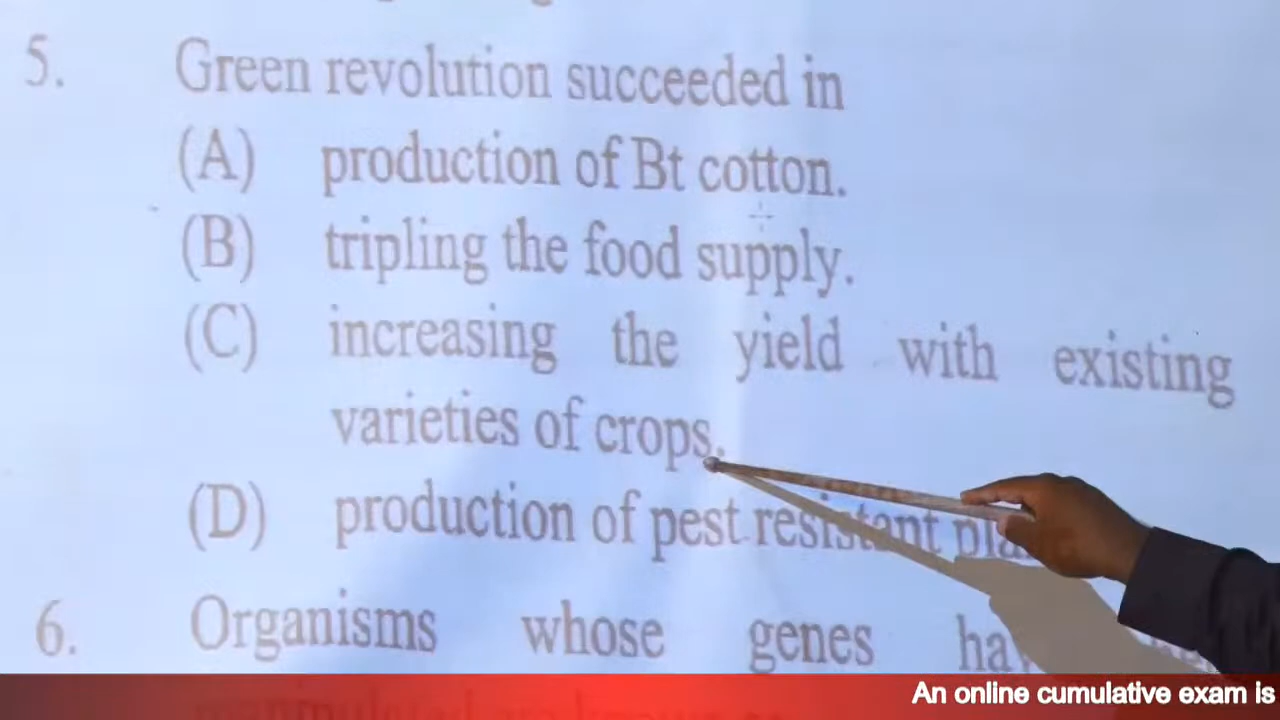 5. Green revolution succeeded in
(A) production of Bt cotton.
(B) tripling the food supply.
(C) increasing the yield with existing
varieties of crops.
(D) production of pest resistant
6. Organisms whose genes
An online cumulative exam is